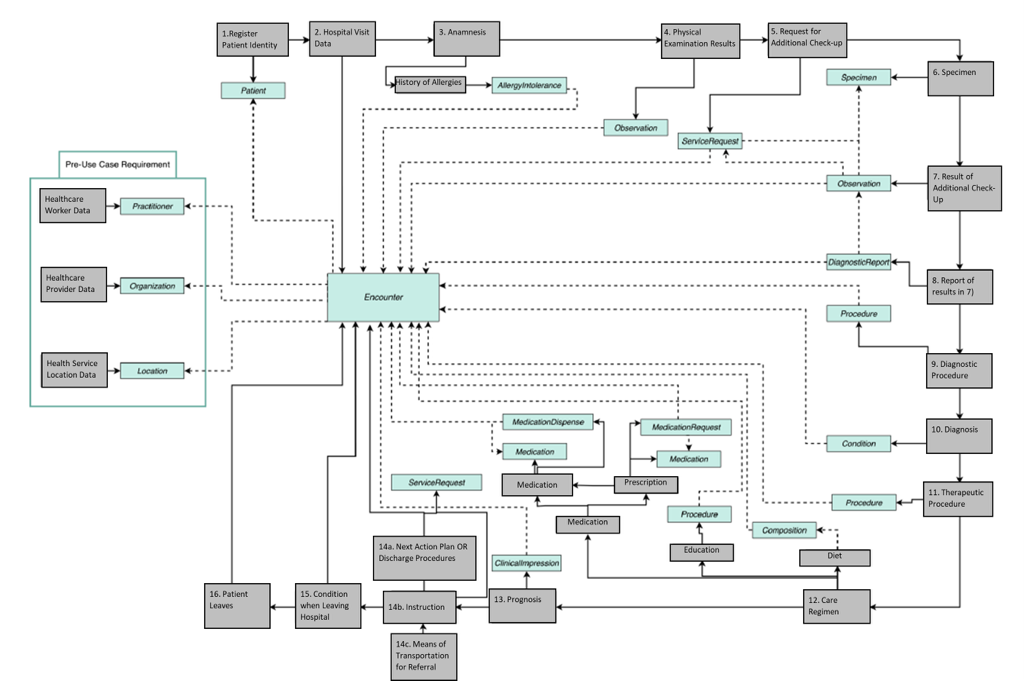 1.Register
Patient Identity
2. Hospital Visit
Data
3. Anamnesis
4. Physical
Examination Results
5. Request for
Additional Check-up
History of Allergies
AllergyIntolerance
Patient
Specimen
6. Specimen
Observation
ServiceRequest
Pre-Use Case Requirement
Healthcare
Worker Data
Practitioner
Observation
7. Result of
Additional Check-
Up
Healthcare
Provider Data
Organization
Encounter
DiagnosticReport
8. Report of
results in 7)
Procedure
Health Service
Location Data
Location
9. Diagnostic
Procedure
MedicationDispense
MedicationRequest
Medication
Medication
Condition
10. Diagnosis
ServiceRequest
Medication
Prescription
Procedure
11. Therapeutic
Procedure
Medication
Procedure
Composition
14a. Next Action Plan OR
Discharge Procedures
ClinicalImpression
Education
Diet
16. Patient
Leaves
15. Condition
when Leaving
Hospital
14b. Instruction
13. Prognosis
12. Care
Regimen
14c. Means of
Transportation
for Referral